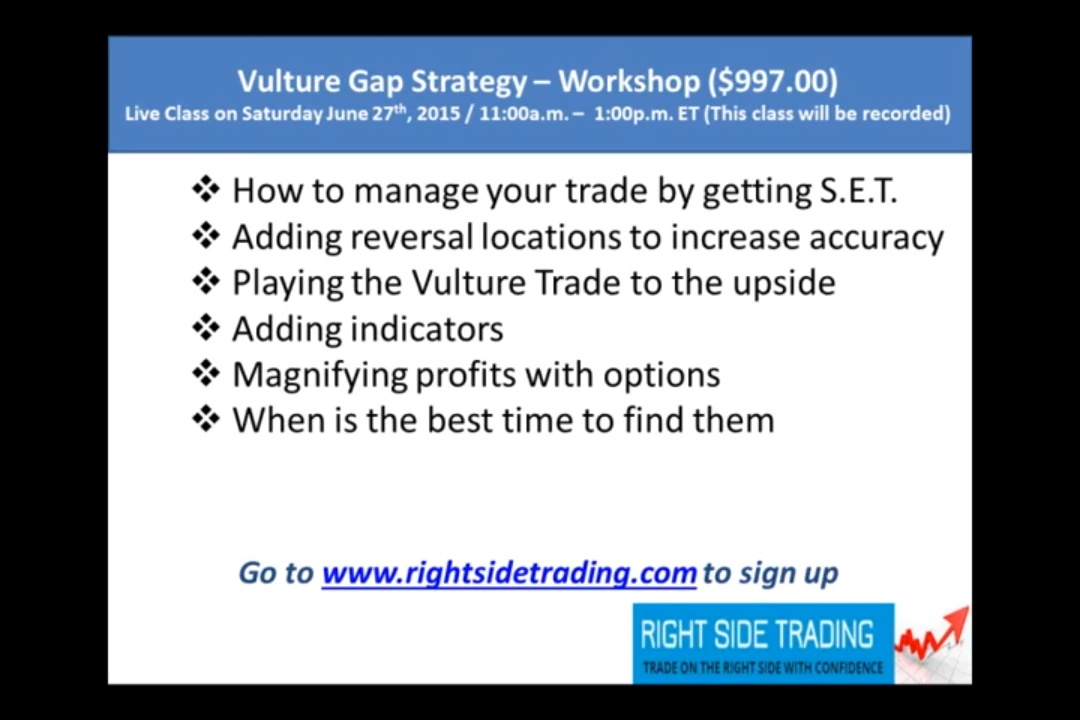 Vulture Gap Strategy – Workshop ($997.00)
Live Class on Saturday June 27th, 2015 / 11:00a.m. – 1:00p.m. ET (This class will be recorded)
❖ How to manage your trade by getting S.E.T.
❖ Adding reversal locations to increase accuracy
❖ Playing the Vulture Trade to the upside
❖ Adding indicators
❖ Magnifying profits with options
❖ When is the best time to find them
Go to www.rightsidetrading.com to sign up
RIGHT SIDE TRADING
TRADE ON THE RIGHT SIDE WITH CONFIDENCE